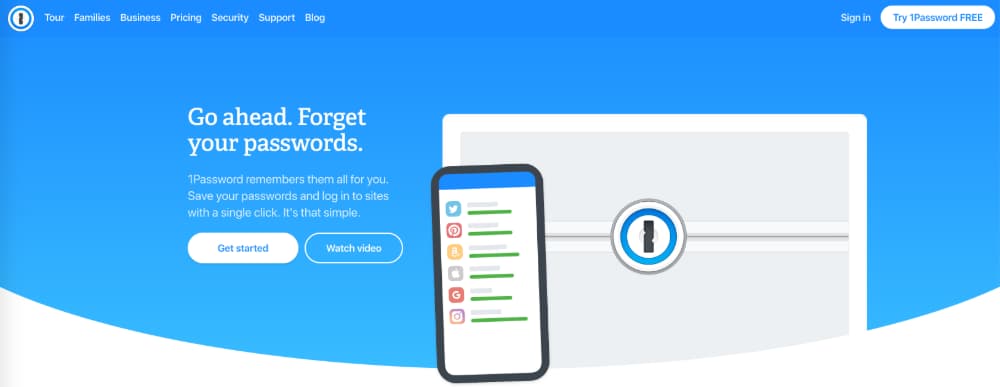 Tour Families Business Pricing Security Support Blog Sign in Try 1Password FREE
Go ahead. Forget
your passwords.
1Password remembers them all for you.
Save your passwords and log in to sites
with a single click. It's that simple.
Get started Watch video